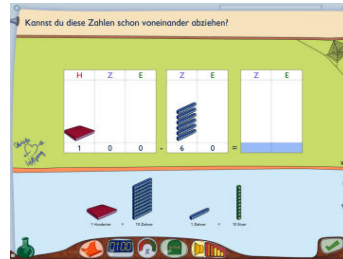 Kannst du diese Zahlen schon voneinander abziehen?
H Z E Z E Z E
1 0 0 - 6 0 =
1 Hunderter = 10 Zehner 1 Zehner = 10 Einer